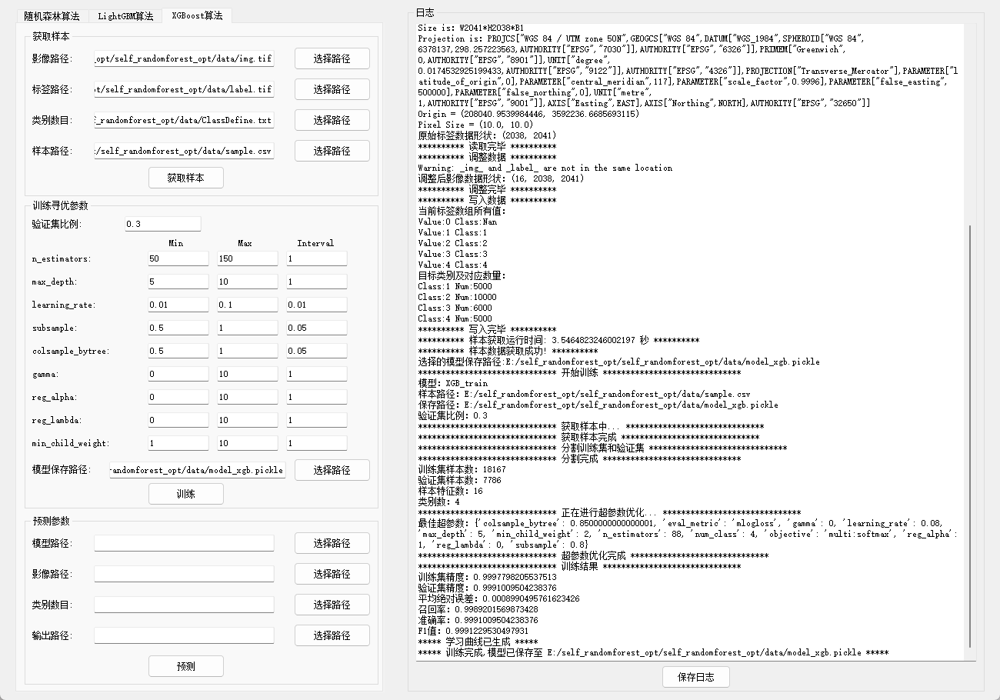 随机森林算法 LightGBM算法 XGBoost算法
获取样本
影像路径: _opt/self_randomforest_opt/data/img.tif 选择路径
标签路径: ot/self_randomforest_opt/data/label.tif 选择路径
类别数目: f_randomforest_opt/data/ClassDefine.txt 选择路径
样本路径: :/self_randomforest_opt/data/sample.csv 选择路径
获取样本
训练寻优参数
验证集比例: 0.3
Min Max Interval
n_estimators: 50 150 1
max_depth: 5 10 1
learning_rate: 0.01 0.1 0.01
subsample: 0.5 1 0.05
colsample_bytree: 0.5 1 0.05
gamma: 0 10 1
reg_alpha: 0 10 1
reg_lambda: 0 10 1
min_child_weight: 1 10 1
模型保存路径: randomforest_opt/data/model_xgb.pickle 选择路径
训练
预测参数
模型路径: 选择路径
影像路径: 选择路径
类别数目: 选择路径
输出路径: 选择路径
预测
日志
Size is: W2041*H2038*B1
Projection is: PROJCS["WGS 84 / UTM zone 50N",GEOGCS["WGS 84",DATUM["WGS_1984",SPHEROID["WGS 84",
6378137,298.257223563,AUTHORITY["EPSG","7030"]],AUTHORITY["EPSG","6326"]],PRIMEM["Greenwich",
0,AUTHORITY["EPSG","8901"]],UNIT["degree",
0.0174532925199433,AUTHORITY["EPSG","9122"]],AUTHORITY["EPSG","4326"]],PROJECTION["Transverse_Mercator"],PARAMETER["l
atitude_of_origin",0],PARAMETER["central_meridian",117],PARAMETER["scale_factor",0.9996],PARAMETER["false_easting",
500000],PARAMETER["false_northing",0],UNIT["metre",
1,AUTHORITY["EPSG","9001"]],AXIS["Easting",EAST],AXIS["Northing",NORTH],AUTHORITY["EPSG","32650"]]
Origin = (208040.9539984446, 3592236.6685693115)
Pixel Size = (10.0, 10.0)
原始标签数据形状: (2038, 2041)
********** 读取完毕 **********
********** 调整数据 **********
Warning: _img_ and _label_ are not in the same location
调整后影像数据形状: (16, 2038, 2041)
********** 调整完毕 **********
********** 写入数据 **********
当前标签数组所有值:
Value:0 Class:Nan
Value:1 Class:1
Value:2 Class:2
Value:3 Class:3
Value:4 Class:4
目标类别及对应数量:
Class:1 Num:5000
Class:2 Num:10000
Class:3 Num:6000
Class:4 Num:5000
********** 写入完毕 **********
********** 样本获取运行时间: 3.5464823246002197 秒 **********
********** 样本数据获取成功! **********
选择的模型保存路径:E:/self_randomforest_opt/self_randomforest_opt/data/model_xgb.pickle
****************************** 开始训练 ******************************
模型: XGB_train
样本路径: E:/self_randomforest_opt/self_randomforest_opt/data/sample.csv
保存路径: E:/self_randomforest_opt/self_randomforest_opt/data/model_xgb.pickle
验证集比例: 0.3
****************************** 获取样本中... ******************************
****************************** 获取样本完成 ******************************
****************************** 分割训练集和验证集 ******************************
****************************** 分割完成 ******************************
训练集样本数: 18167
验证集样本数: 7786
样本特征数: 16
类别数: 4
****************************** 正在进行超参数优化... ******************************
最佳超参数: {'colsample_bytree': 0.8500000000000001, 'eval_metric': 'mlogloss', 'gamma': 0, 'learning_rate': 0.08,
'max_depth': 5, 'min_child_weight': 2, 'n_estimators': 88, 'num_class': 4, 'objective': 'multi:softmax', 'reg_alpha':
1, 'reg_lambda': 0, 'subsample': 0.8}
****************************** 超参数优化完成 ******************************
****************************** 训练结果 ******************************
训练集精度: 0.9997798205537513
验证集精度: 0.9991009504238376
平均绝对误差: 0.0008990495761623426
召回率: 0.9989201569873428
准确率: 0.9991009504238376
F1值: 0.9991229530497931
***** 学习曲线已生成 *****
***** 训练完成,模型已保存至 E:/self_randomforest_opt/self_randomforest_opt/data/model_xgb.pickle *****
保存日志